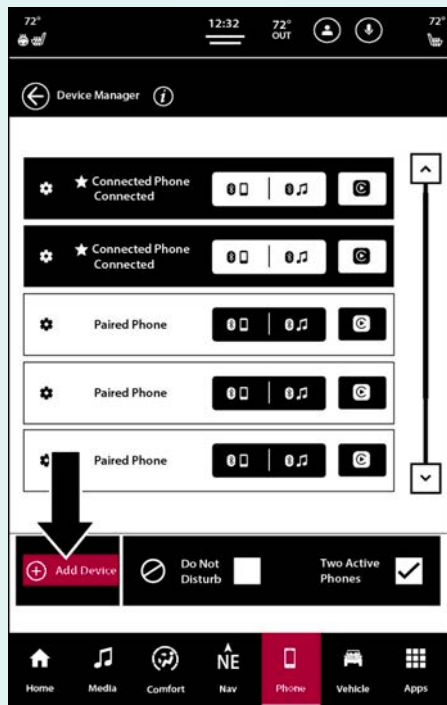 72°
12:32
72°
OUT
72°
Device Manager
Connected Phone
Connected
Connected Phone
Connected
Paired Phone
Paired Phone
Paired Phone
Add Device
Do Not
Disturb
Two Active
Phones
Home
Media
Comfort
NE
Nav
Phone
Vehicle
Apps